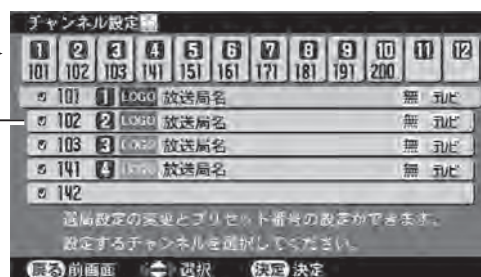 チャンネル設定
1 2 3 4 5 6 7 8 9 10 11 12
101 102 103 141 151 161 171 181 191 200
101 1 LOGO 放送局名 無 テレビ
102 2 LOGO 放送局名 無 テレビ
103 3 LOGO 放送局名 無 テレビ
141 4 LOGO 放送局名 無 テレビ
142
選局設定の変更とプリセット番号の設定ができます。
設定するチャンネルを選択してください。
戻る 前画面 選択 決定 決定